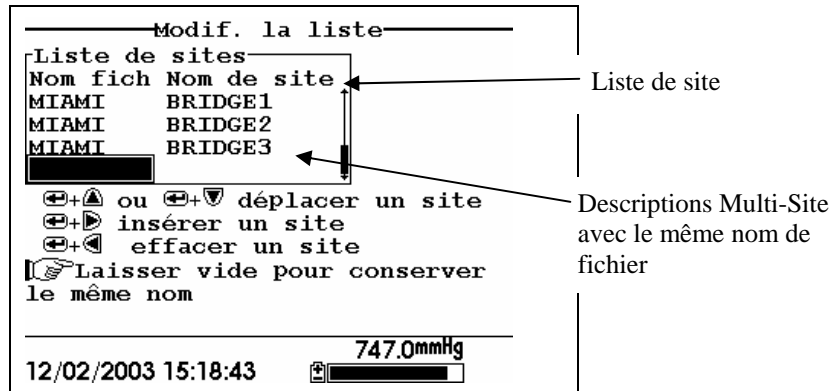 Modif. la liste
Liste de sites
Nom fich Nom de site
MIAMI BRIDGE1
MIAMI BRIDGE2
MIAMI BRIDGE3
+ ou + déplacer un site
+ insérer un site
+ effacer un site
Laisser vide pour conserver
le même nom
747.0mmHg
12/02/2003 15:18:43
Liste de site
Descriptions Multi-Site
avec le même nom de
fichier